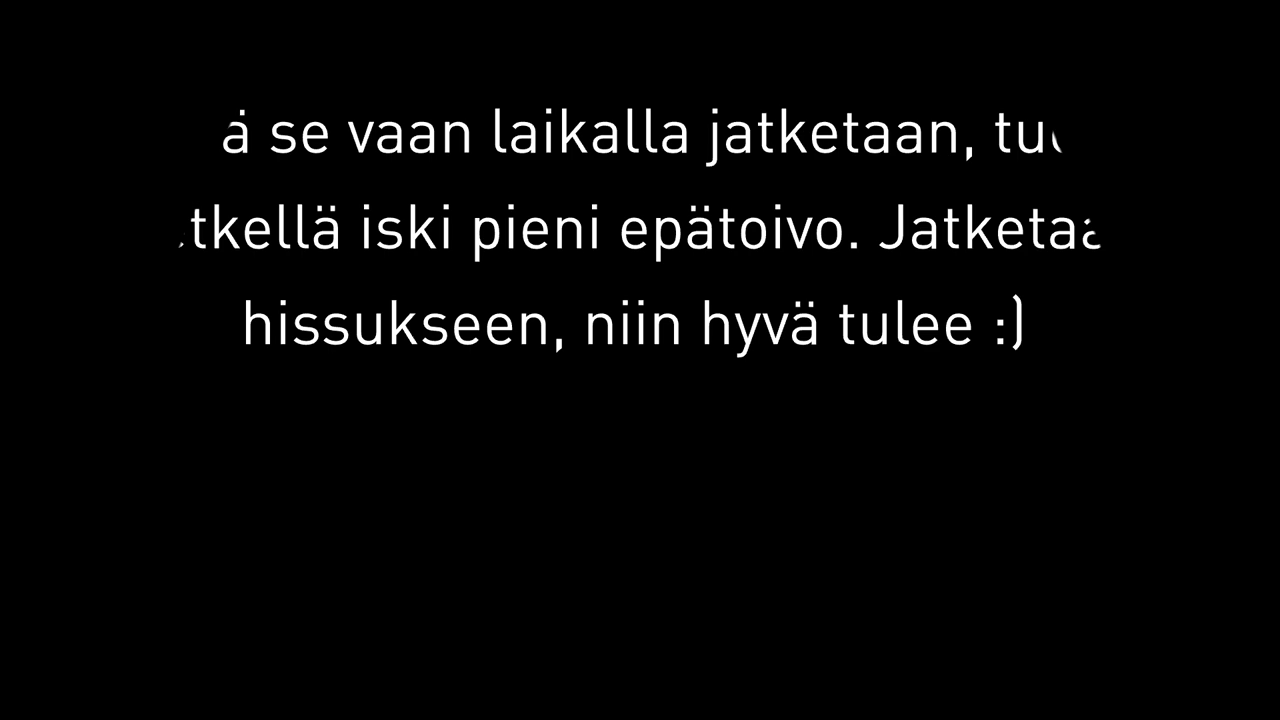 se vaan laikalla jatketaan,
iski pieni epätoivo.
hissukseen, niin hyvä tulee :)